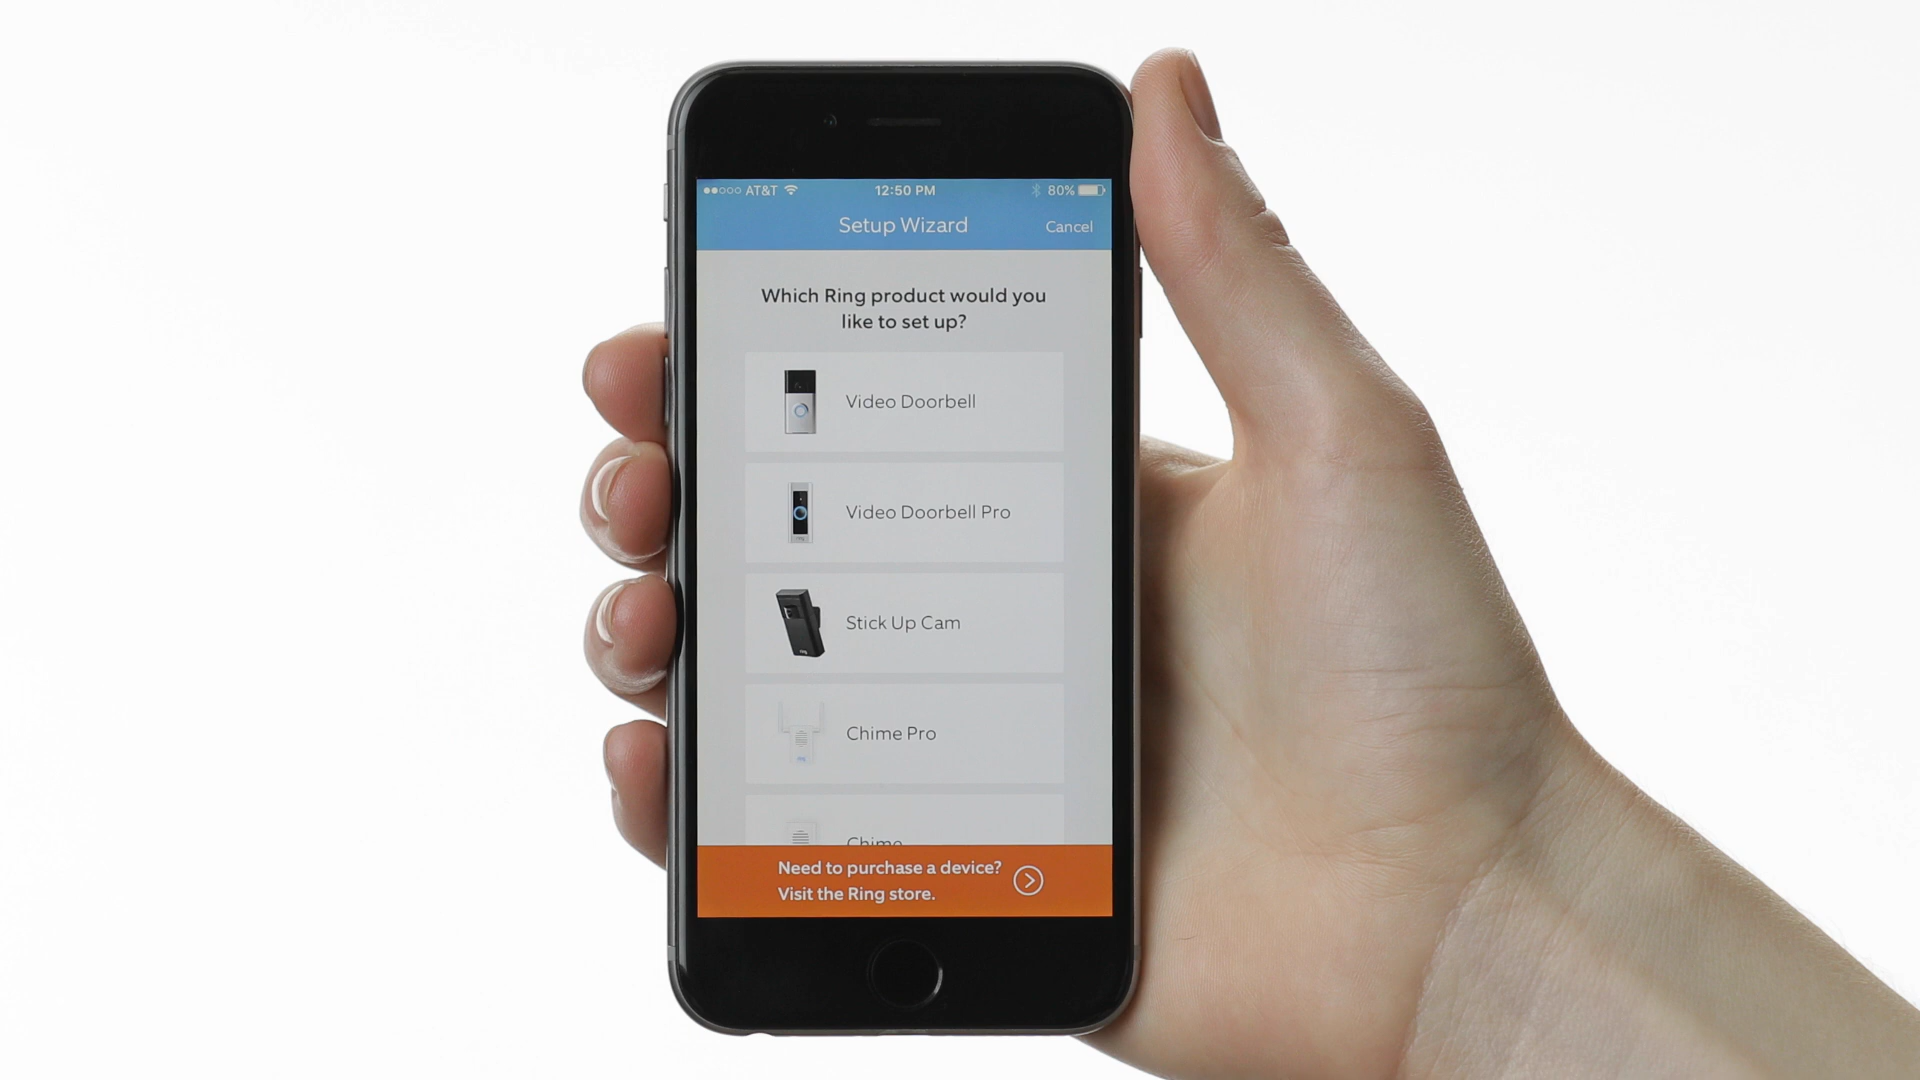 AT&T 12:50 PM 80%
Setup Wizard Cancel
Which Ring product would you
like to set up?
Video Doorbell
Video Doorbell Pro
Stick Up Cam
Chime Pro
Chime
Need to purchase a device?
Visit the Ring store.